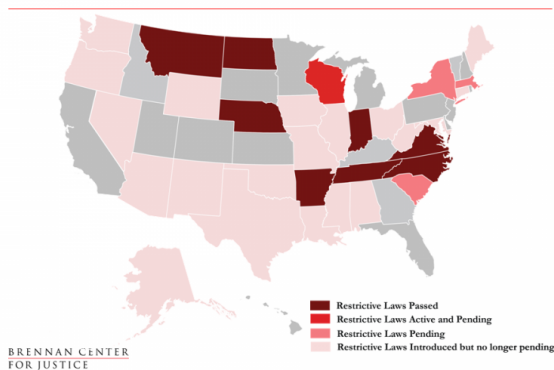 Restrictive Laws Passed
Restrictive Laws Active and Pending
Restrictive Laws Pending
Restrictive Laws Introduced but no longer pending
BRENNAN CENTER
FOR JUSTICE